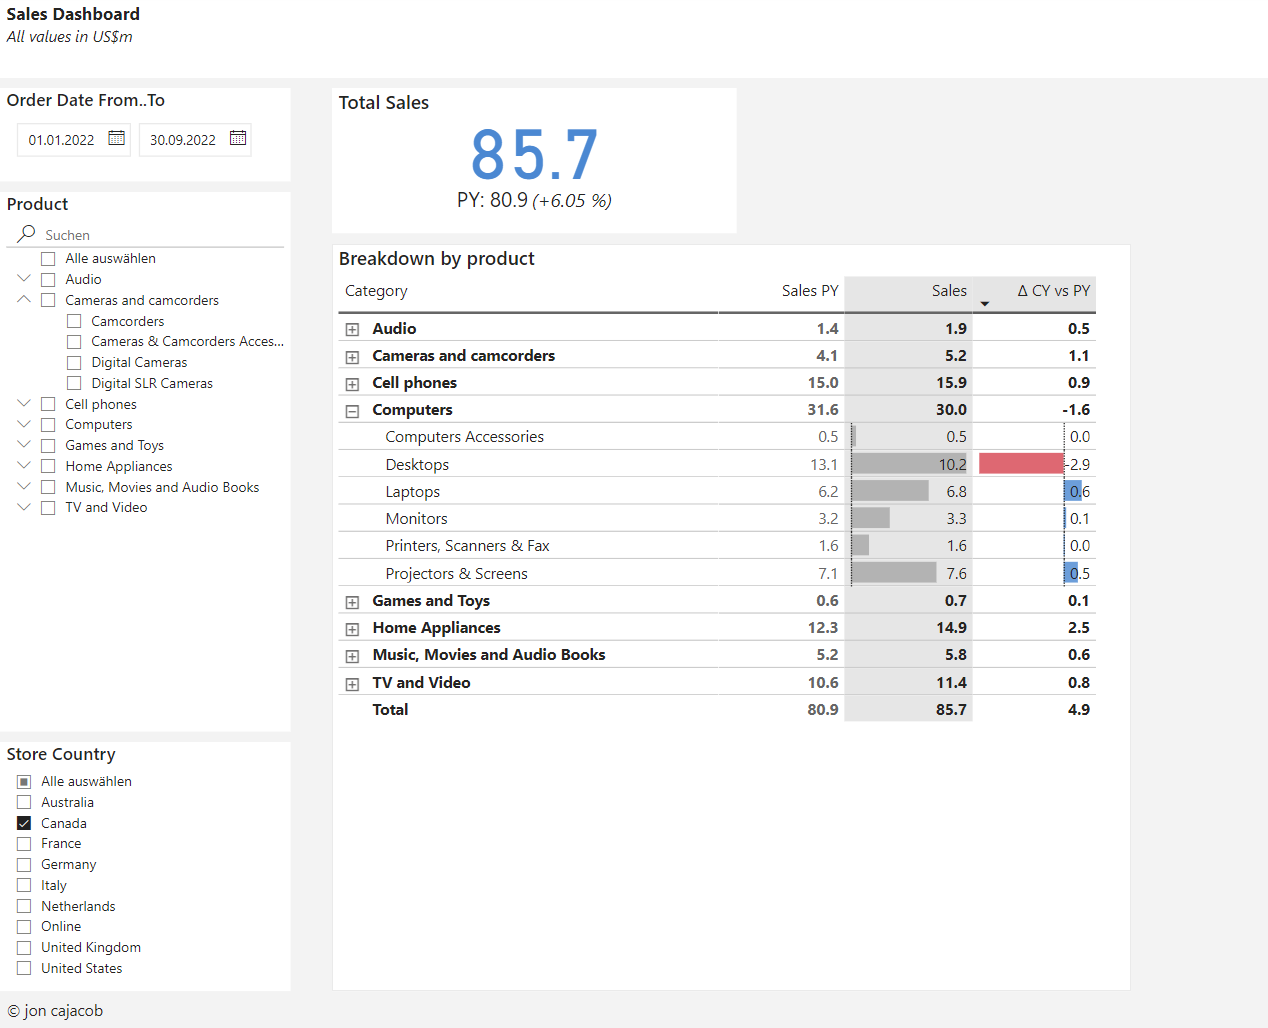 Sales Dashboard
All values in US$m
Order Date From..To
01.01.2022 30.09.2022
Product
Suchen
Alle auswählen
Audio
Cameras and camcorders
Camcorders
Cameras & Camcorders Acces...
Digital Cameras
Digital SLR Cameras
Cell phones
Computers
Games and Toys
Home Appliances
Music, Movies and Audio Books
TV and Video
Store Country
Alle auswählen
Australia
Canada
France
Germany
Italy
Netherlands
Online
United Kingdom
United States
Total Sales
85.7
PY: 80.9 (+6.05 %)
Breakdown by product
Category Sales PY Sales Δ CY vs PY
Audio 1.4 1.9 0.5
Cameras and camcorders 4.1 5.2 1.1
Cell phones 15.0 15.9 0.9
Computers 31.6 30.0 -1.6
Computers Accessories 0.5 0.5 0.0
Desktops 13.1 10.2 -2.9
Laptops 6.2 6.8 0.6
Monitors 3.2 3.3 0.1
Printers, Scanners & Fax 1.6 1.6 0.0
Projectors & Screens 7.1 7.6 0.5
Games and Toys 0.6 0.7 0.1
Home Appliances 12.3 14.9 2.5
Music, Movies and Audio Books 5.2 5.8 0.6
TV and Video 10.6 11.4 0.8
Total 80.9 85.7 4.9
© jon cajacob